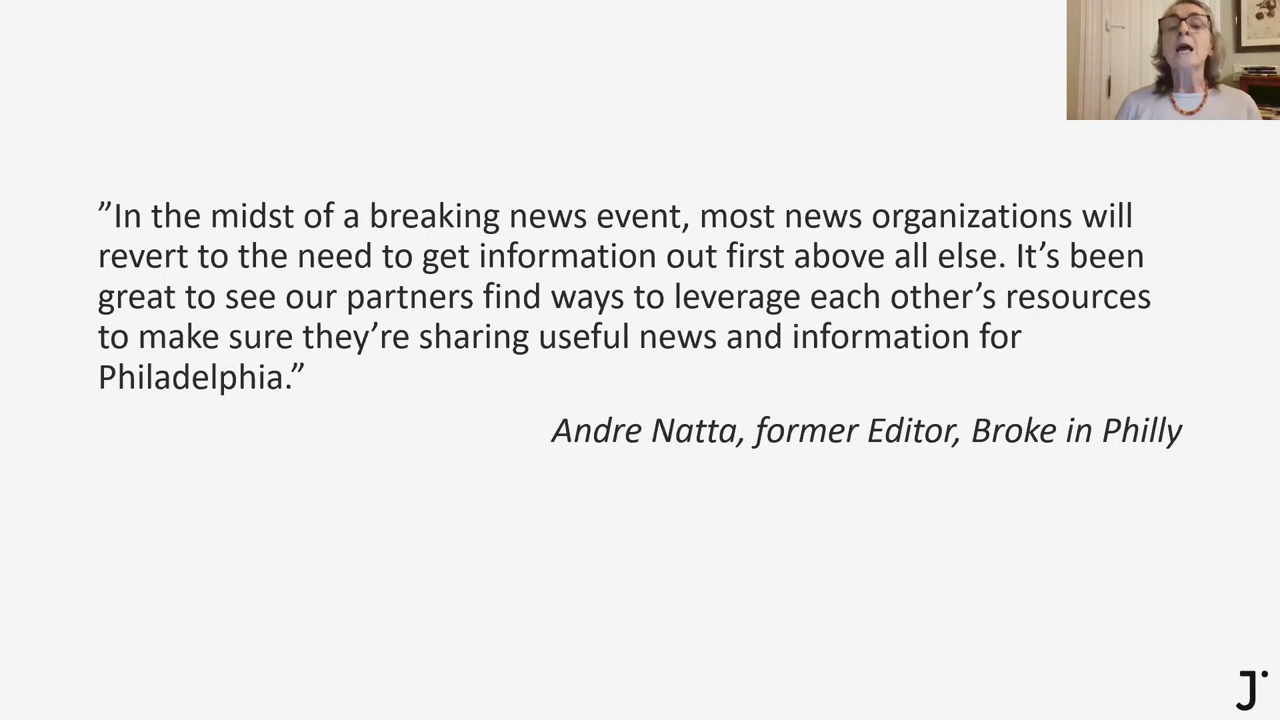 ”In the midst of a breaking news event, most news organizations will
revert to the need to get information out first above all else. It’s been
great to see our partners find ways to leverage each other’s resources
to make sure they’re sharing useful news and information for
Philadelphia.”
Andre Natta, former Editor, Broke in Philly
J